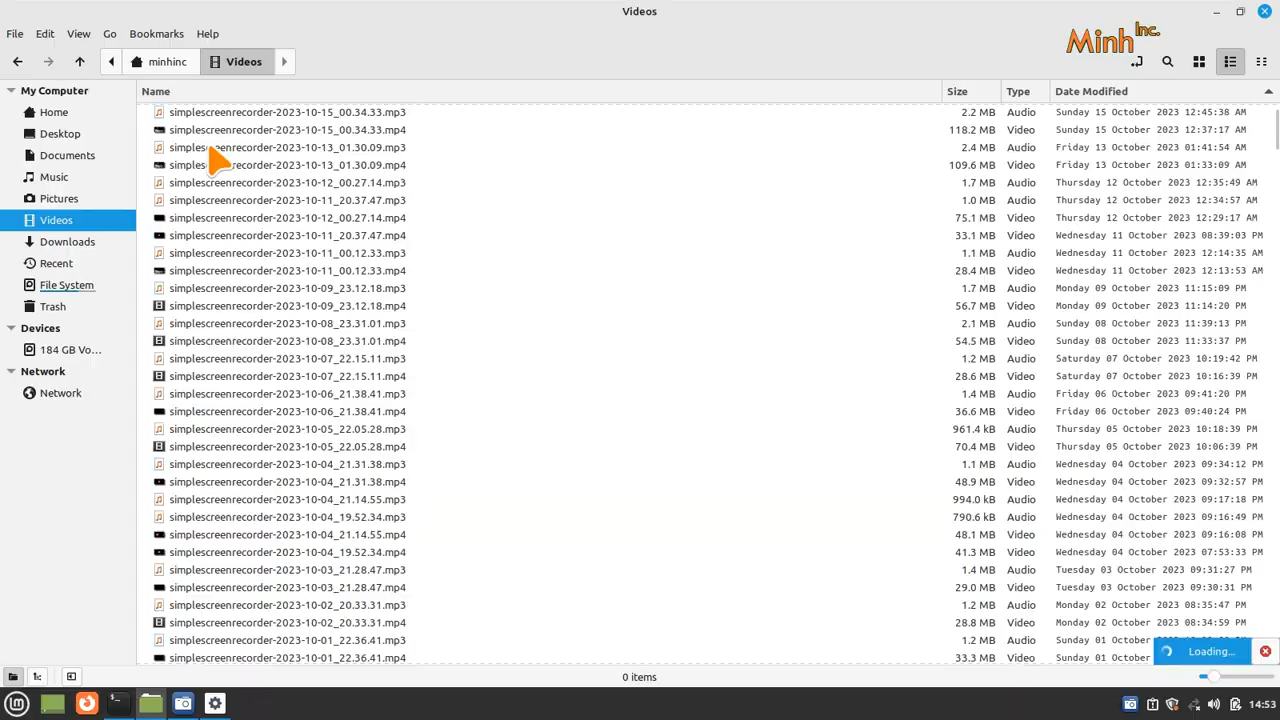 Videos
File Edit View Go Bookmarks Help
Minh Inc.
minhinc Videos
My Computer
Home
Desktop
Documents
Music
Pictures
Videos
Downloads
Recent
File System
Trash
Devices
184 GB Vo...
Network
Network
Name Size Type Date Modified
simplescreenrecorder-2023-10-15_00.34.33.mp3 2.2 MB Audio Sunday 15 October 2023 12:45:38 AM
simplescreenrecorder-2023-10-15_00.34.33.mp4 118.2 MB Video Sunday 15 October 2023 12:37:17 AM
simplescreenrecorder-2023-10-13_01.30.09.mp3 2.4 MB Audio Friday 13 October 2023 01:41:54 AM
simplescreenrecorder-2023-10-13_01.30.09.mp4 109.6 MB Video Friday 13 October 2023 01:33:09 AM
simplescreenrecorder-2023-10-12_00.27.14.mp3 1.7 MB Audio Thursday 12 October 2023 12:35:49 AM
simplescreenrecorder-2023-10-11_20.37.47.mp3 1.0 MB Audio Thursday 12 October 2023 12:34:57 AM
simplescreenrecorder-2023-10-12_00.27.14.mp4 75.1 MB Video Thursday 12 October 2023 12:29:17 AM
simplescreenrecorder-2023-10-11_20.37.47.mp4 33.1 MB Video Wednesday 11 October 2023 08:39:03 PM
simplescreenrecorder-2023-10-11_00.12.33.mp3 1.1 MB Audio Wednesday 11 October 2023 12:14:35 AM
simplescreenrecorder-2023-10-11_00.12.33.mp4 28.4 MB Video Wednesday 11 October 2023 12:13:53 AM
simplescreenrecorder-2023-10-09_23.12.18.mp3 1.7 MB Audio Monday 09 October 2023 11:15:09 PM
simplescreenrecorder-2023-10-09_23.12.18.mp4 56.7 MB Video Monday 09 October 2023 11:14:20 PM
simplescreenrecorder-2023-10-08_23.31.01.mp3 2.1 MB Audio Sunday 08 October 2023 11:39:13 PM
simplescreenrecorder-2023-10-08_23.31.01.mp4 54.5 MB Video Sunday 08 October 2023 11:33:37 PM
simplescreenrecorder-2023-10-07_22.15.11.mp3 1.2 MB Audio Saturday 07 October 2023 10:19:42 PM
simplescreenrecorder-2023-10-07_22.15.11.mp4 28.6 MB Video Saturday 07 October 2023 10:16:39 PM
simplescreenrecorder-2023-10-06_21.38.41.mp3 1.4 MB Audio Friday 06 October 2023 09:41:20 PM
simplescreenrecorder-2023-10-06_21.38.41.mp4 36.6 MB Video Friday 06 October 2023 09:40:24 PM
simplescreenrecorder-2023-10-05_22.05.28.mp3 961.4 kB Audio Thursday 05 October 2023 10:18:39 PM
simplescreenrecorder-2023-10-05_22.05.28.mp4 70.4 MB Video Thursday 05 October 2023 10:06:39 PM
simplescreenrecorder-2023-10-04_21.31.38.mp3 1.1 MB Audio Wednesday 04 October 2023 09:34:12 PM
simplescreenrecorder-2023-10-04_21.31.38.mp4 48.9 MB Video Wednesday 04 October 2023 09:32:57 PM
simplescreenrecorder-2023-10-04_21.14.55.mp3 994.0 kB Audio Wednesday 04 October 2023 09:17:18 PM
simplescreenrecorder-2023-10-04_19.52.34.mp3 790.6 kB Audio Wednesday 04 October 2023 09:16:49 PM
simplescreenrecorder-2023-10-04_21.14.55.mp4 48.1 MB Video Wednesday 04 October 2023 09:16:08 PM
simplescreenrecorder-2023-10-04_19.52.34.mp4 41.3 MB Video Wednesday 04 October 2023 07:53:33 PM
simplescreenrecorder-2023-10-03_21.28.47.mp3 1.4 MB Audio Tuesday 03 October 2023 09:31:27 PM
simplescreenrecorder-2023-10-03_21.28.47.mp4 29.0 MB Video Tuesday 03 October 2023 09:30:31 PM
simplescreenrecorder-2023-10-02_20.33.31.mp3 1.2 MB Audio Monday 02 October 2023 08:35:47 PM
simplescreenrecorder-2023-10-02_20.33.31.mp4 28.8 MB Video Monday 02 October 2023 08:34:59 PM
simplescreenrecorder-2023-10-01_22.36.41.mp3 1.2 MB Audio Sunday 01
simplescreenrecorder-2023-10-01_22.36.41.mp4 33.3 MB Video Sunday 01
Loading...
0 items
14:53